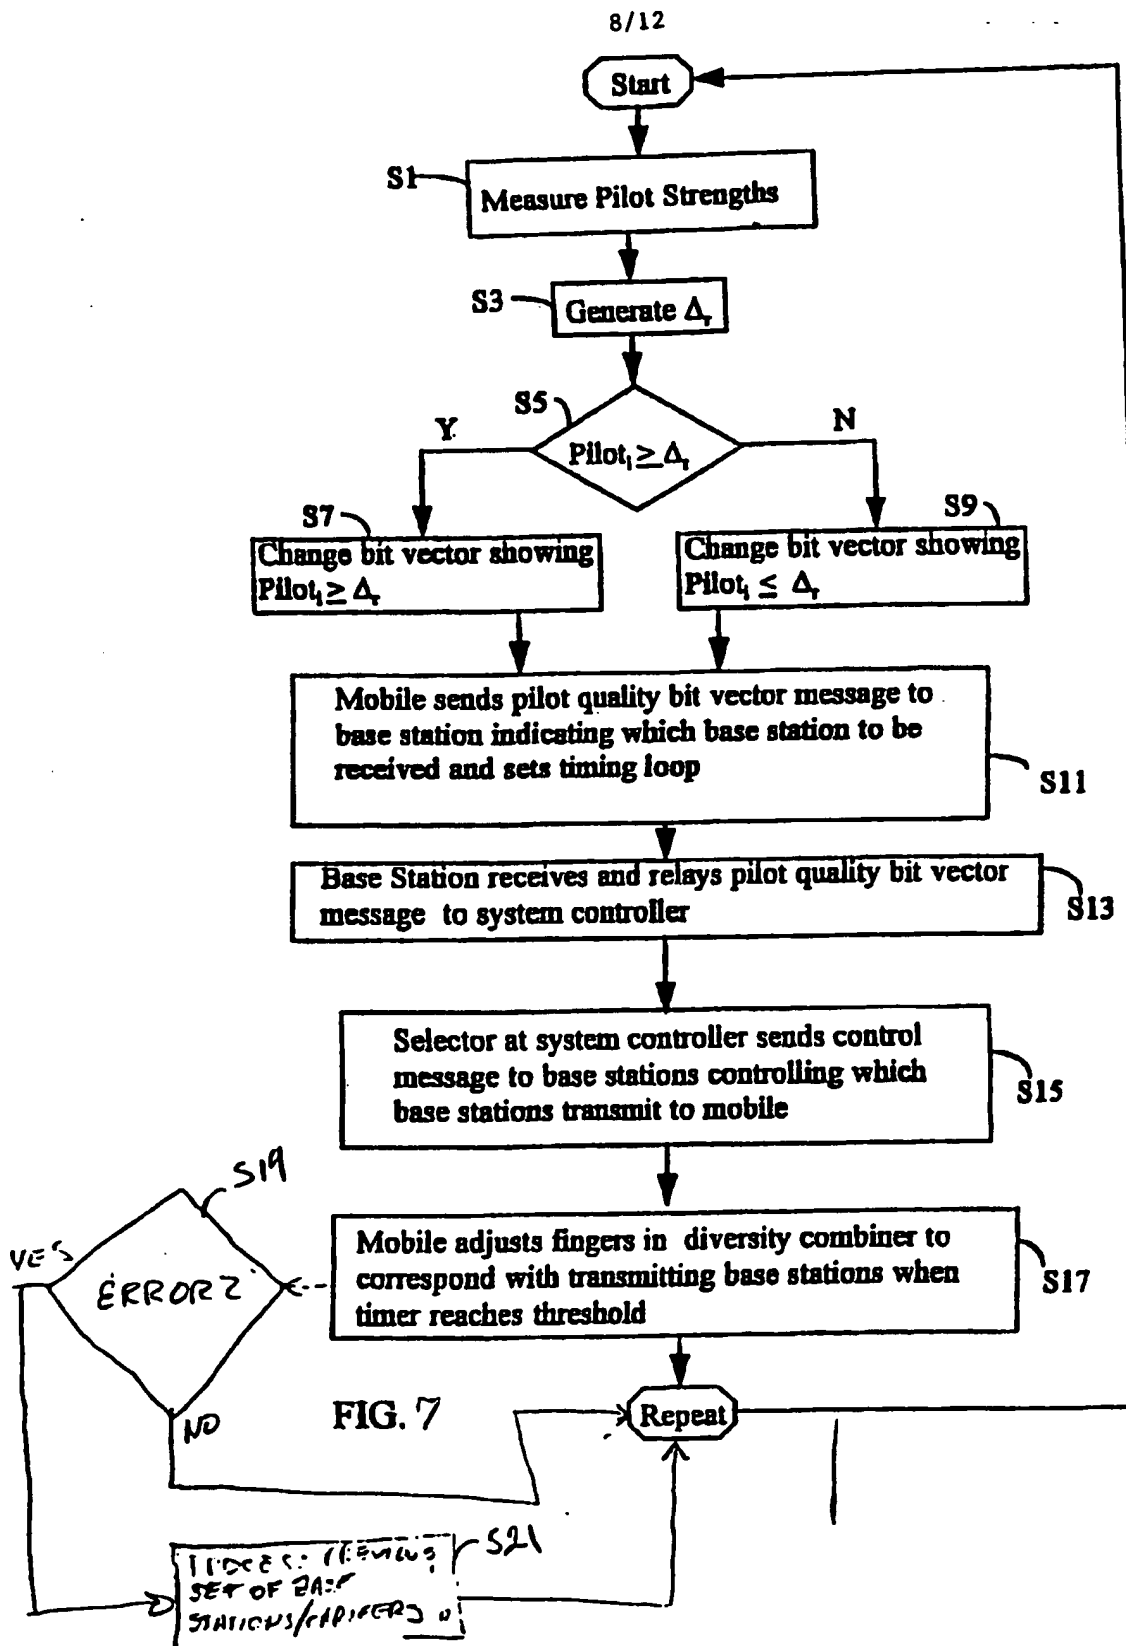 8/12
Start
S1
Measure Pilot Strengths
S3
Generate Δr
S5
Y
N
Piloti ≥ Δr
S7
S9
Change bit vector showing
Piloti ≥ Δr
Change bit vector showing
Piloti ≤ Δr
Mobile sends pilot quality bit vector message to
base station indicating which base station to be
received and sets timing loop
S11
Base Station receives and relays pilot quality bit vector
message to system controller
S13
Selector at system controller sends control
message to base stations controlling which
base stations transmit to mobile
S15
S19
YES
ERROR?
Mobile adjusts fingers in diversity combiner to
correspond with transmitting base stations when
timer reaches threshold
S17
NO
FIG. 7
Repeat
S21
PREVIOUS
SET OF BASE
STATIONS/